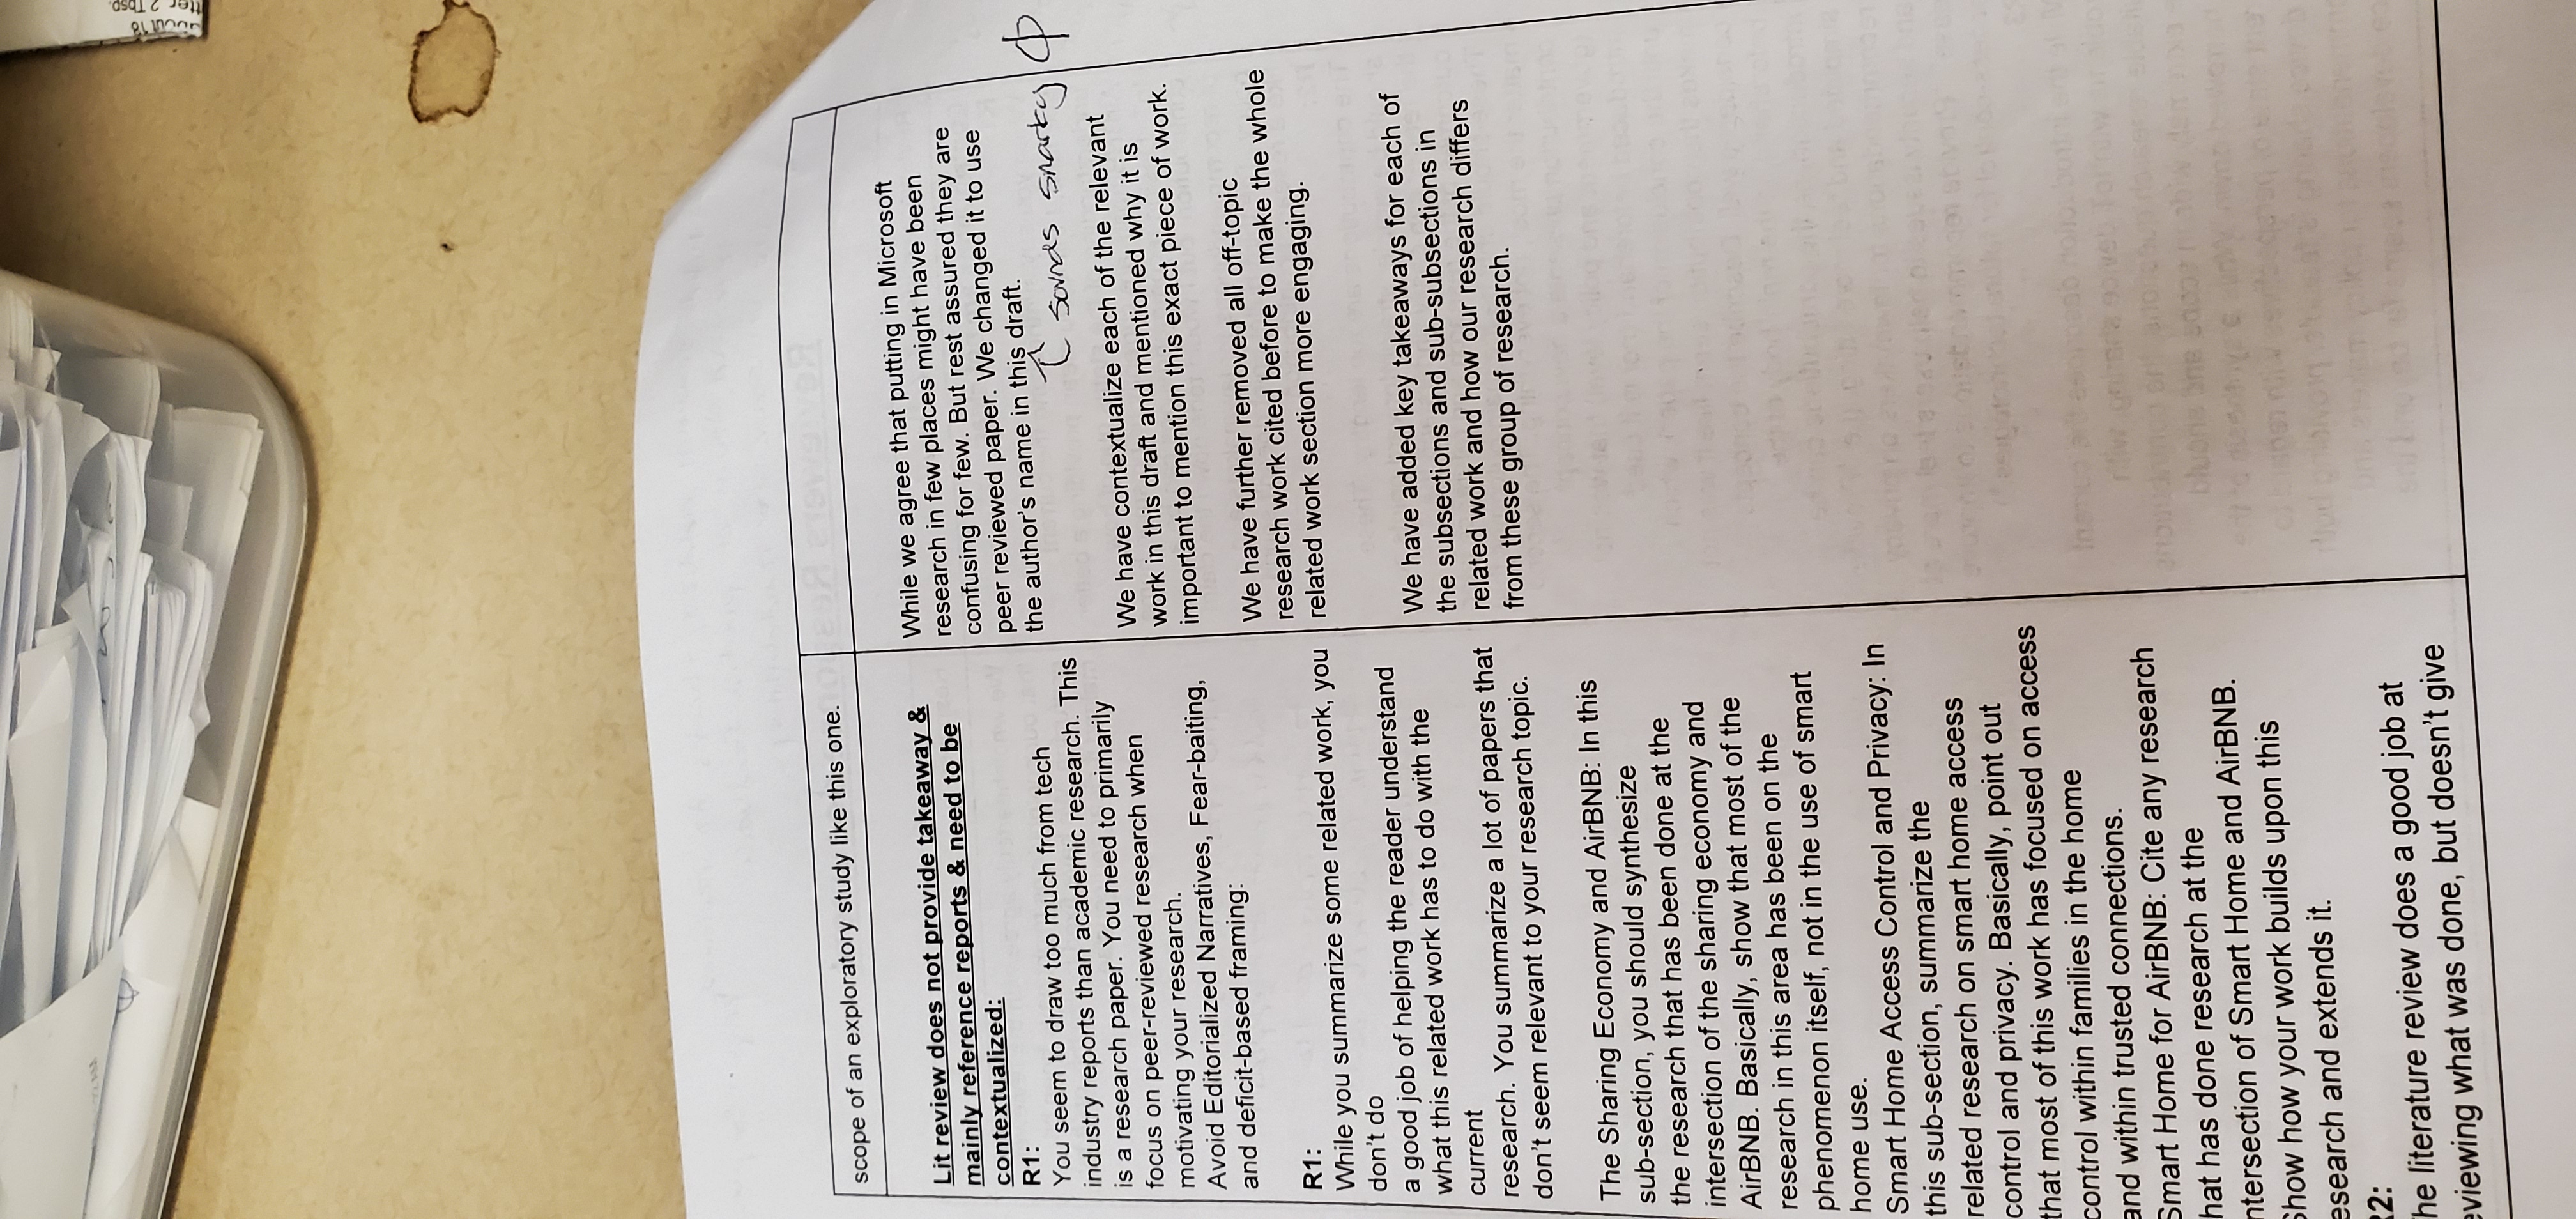 tter, 2 Tbsp.
scope of an exploratory study like this one.
Lit review does not provide takeaway &
mainly reference reports & need to be
contextualized:
R1:
You seem to draw too much from tech
industry reports than academic research. This
is a research paper. You need to primarily
focus on peer-reviewed research when
motivating your research.
Avoid Editorialized Narratives, Fear-baiting,
and deficit-based framing:
R1:
While you summarize some related work, you
don't do
a good job of helping the reader understand
what this related work has to do with the
current
research. You summarize a lot of papers that
don't seem relevant to your research topic.
The Sharing Economy and AirBNB: In this
sub-section, you should synthesize
the research that has been done at the
intersection of the sharing economy and
AirBNB. Basically, show that most of the
research in this area has been on the
phenomenon itself, not in the use of smart
home use.
Smart Home Access Control and Privacy: In
this sub-section, summarize the
related research on smart home access
control and privacy. Basically, point out
that most of this work has focused on access
control within families in the home
and within trusted connections.
Smart Home for AirBNB: Cite any research
hat has done research at the
ntersection of Smart Home and AirBNB.
Show how your work builds upon this
esearch and extends it.
R2:
he literature review does a good job at
eviewing what was done, but doesn't give
While we agree that putting in Microsoft
research in few places might have been
confusing for few. But rest assured they are
peer reviewed paper. We changed it to use
the author's name in this draft.
sounds snarky
We have contextualize each of the relevant
work in this draft and mentioned why it is
important to mention this exact piece of work.
We have further removed all off-topic
research work cited before to make the whole
related work section more engaging.
We have added key takeaways for each of
the subsections and sub-subsections in
related work and how our research differs
from these group of research.